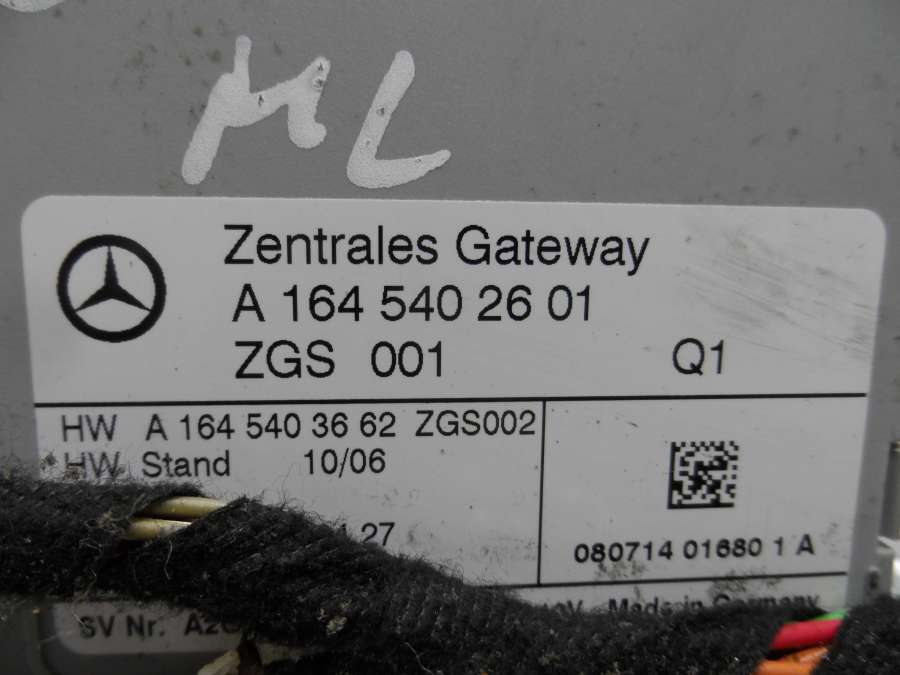 ML
Zentrales Gateway
A 164 540 26 01
ZGS 001 Q1
HW A 164 540 36 62 ZGS002
HW Stand 10/06
27
080714 01680 1 A
Made in Germany
SV Nr.